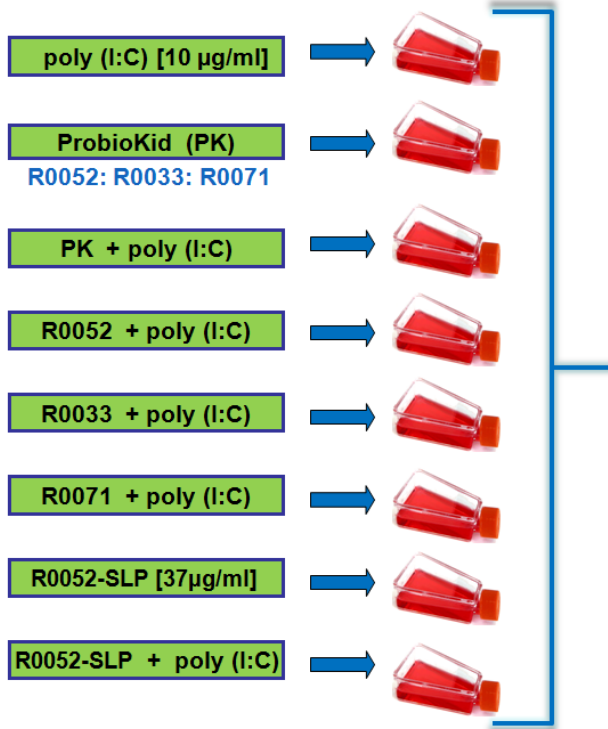 poly (I:C) [10 µg/ml]
ProbioKid (PK)
R0052: R0033: R0071
PK + poly (I:C)
R0052 + poly (I:C)
R0033 + poly (I:C)
R0071 + poly (I:C)
R0052-SLP [37µg/ml]
R0052-SLP + poly (I:C)